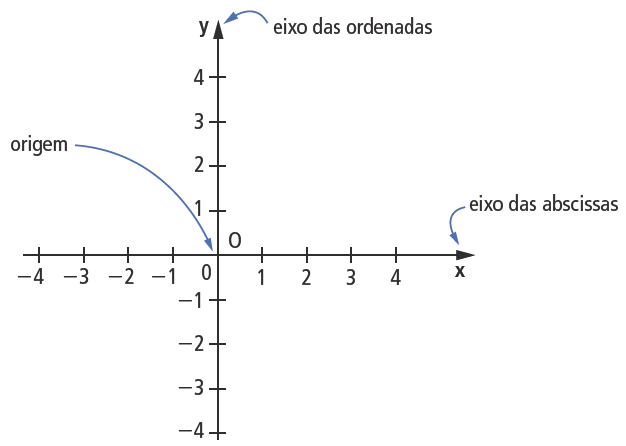 y
eixo das ordenadas
4
3
origem
2
1
eixo das abscissas
O
−4 −3 −2 −1 0 1 2 3 4 x
−1
−2
−3
−4